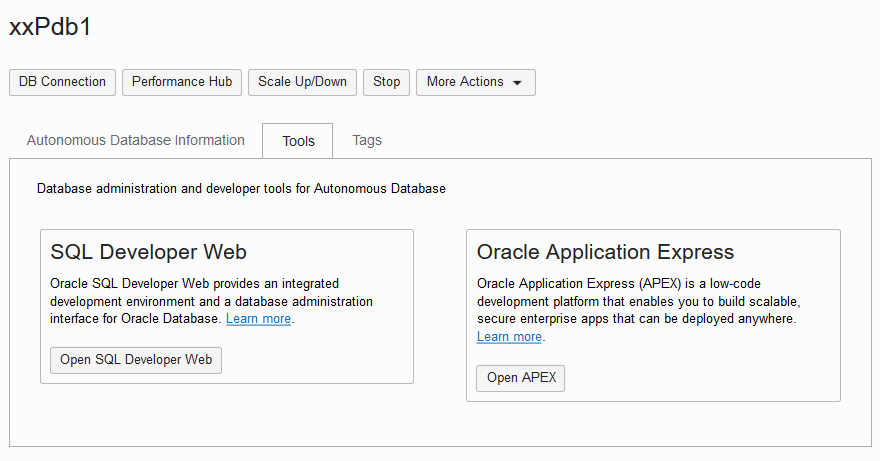 xxPdb1
DB Connection
Performance Hub
Scale Up/Down
Stop
More Actions
Autonomous Database Information
Tools
Tags
Database administration and developer tools for Autonomous Database
SQL Developer Web
Oracle SQL Developer Web provides an integrated
development environment and a database administration
interface for Oracle Database. Learn more.
Open SQL Developer Web
Oracle Application Express
Oracle Application Express (APEX) is a low-code
development platform that enables you to build scalable,
secure enterprise apps that can be deployed anywhere.
Learn more.
Open APEX